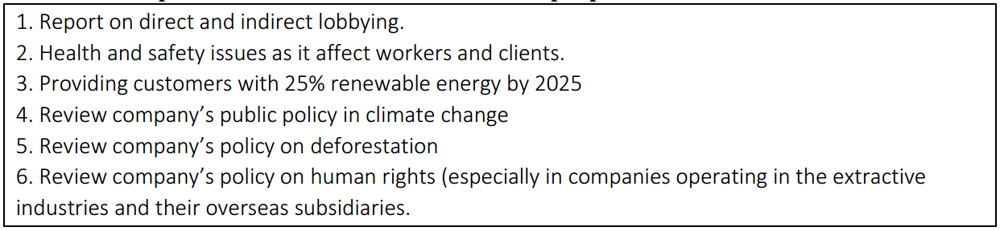 1. Report on direct and indirect lobbying.
2. Health and safety issues as it affect workers and clients.
3. Providing customers with 25% renewable energy by 2025
4. Review company’s public policy in climate change
5. Review company’s policy on deforestation
6. Review company’s policy on human rights (especially in companies operating in the extractive
industries and their overseas subsidiaries.